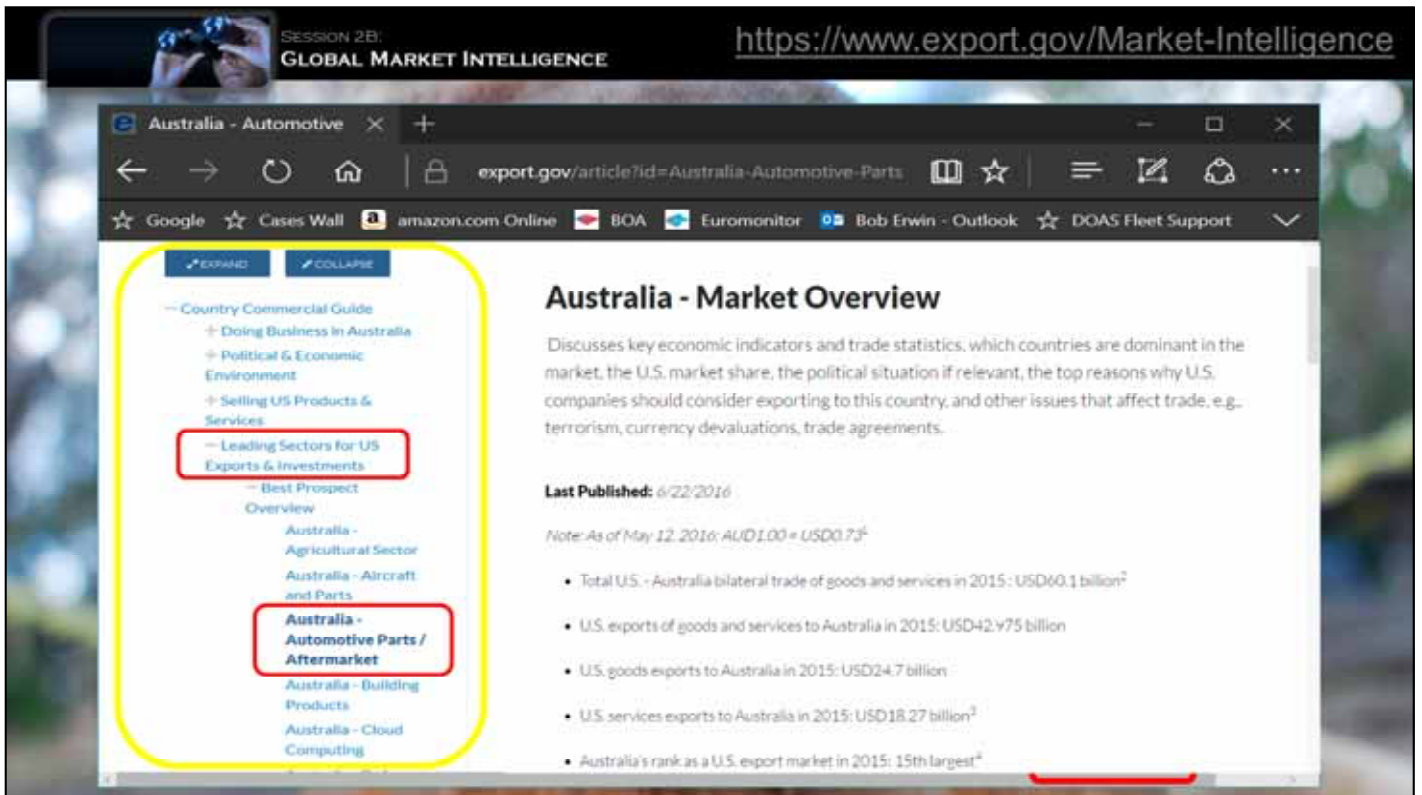 SESSION 2B:
GLOBAL MARKET INTELLIGENCE
https://www.export.gov/Market-Intelligence
Australia - Automotive
export.gov/article?id=Australia-Automotive-Parts
Google Cases Wall amazon.com Online BOA Euromonitor Bob Erwin - Outlook DOAS Fleet Support
EXPAND COLLAPSE
Country Commercial Guide
Doing Business in Australia
Political & Economic
Environment
Selling US Products &
Services
Leading Sectors for US
Exports & Investments
Best Prospect
Overview
Australia -
Agricultural Sector
Australia - Aircraft
and Parts
Australia -
Automotive Parts /
Aftermarket
Australia - Building
Products
Australia - Cloud
Computing
Australia - Market Overview
Discusses key economic indicators and trade statistics, which countries are dominant in the
market, the U.S. market share, the political situation if relevant, the top reasons why U.S.
companies should consider exporting to this country, and other issues that affect trade, e.g.,
terrorism, currency devaluations, trade agreements.
Last Published: 6/22/2016
Note: As of May 12, 2016: AUD1.00 = USD0.73¹
• Total U.S. - Australia bilateral trade of goods and services in 2015 : USD60.1 billion²
• U.S. exports of goods and services to Australia in 2015: USD42.975 billion
• U.S. goods exports to Australia in 2015: USD24.7 billion
• U.S. services exports to Australia in 2015: USD18.27 billion³
• Australia's rank as a U.S. export market in 2015: 15th largest⁴